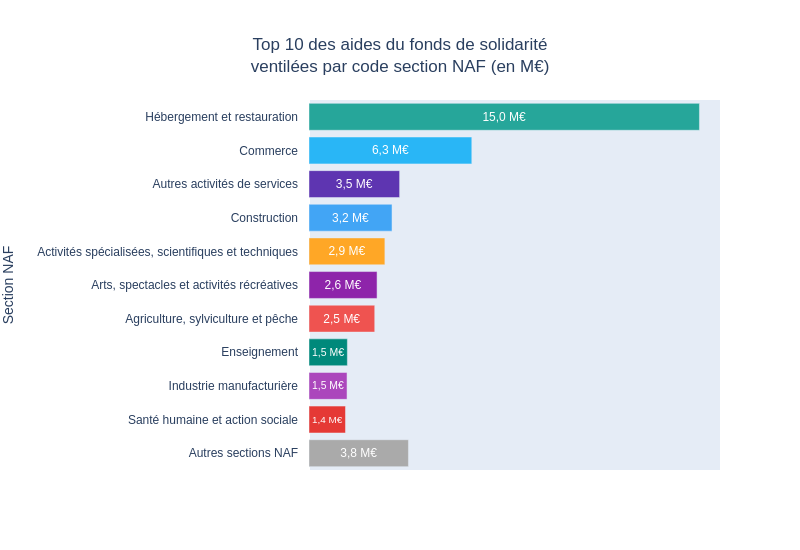 Top 10 des aides du fonds de solidarité
ventilées par code section NAF (en M€)
Section NAF
Hébergement et restauration 15,0 M€
Commerce 6,3 M€
Autres activités de services 3,5 M€
Construction 3,2 M€
Activités spécialisées, scientifiques et techniques 2,9 M€
Arts, spectacles et activités récréatives 2,6 M€
Agriculture, sylviculture et pêche 2,5 M€
Enseignement 1,5 M€
Industrie manufacturière 1,5 M€
Santé humaine et action sociale 1,4 M€
Autres sections NAF 3,8 M€